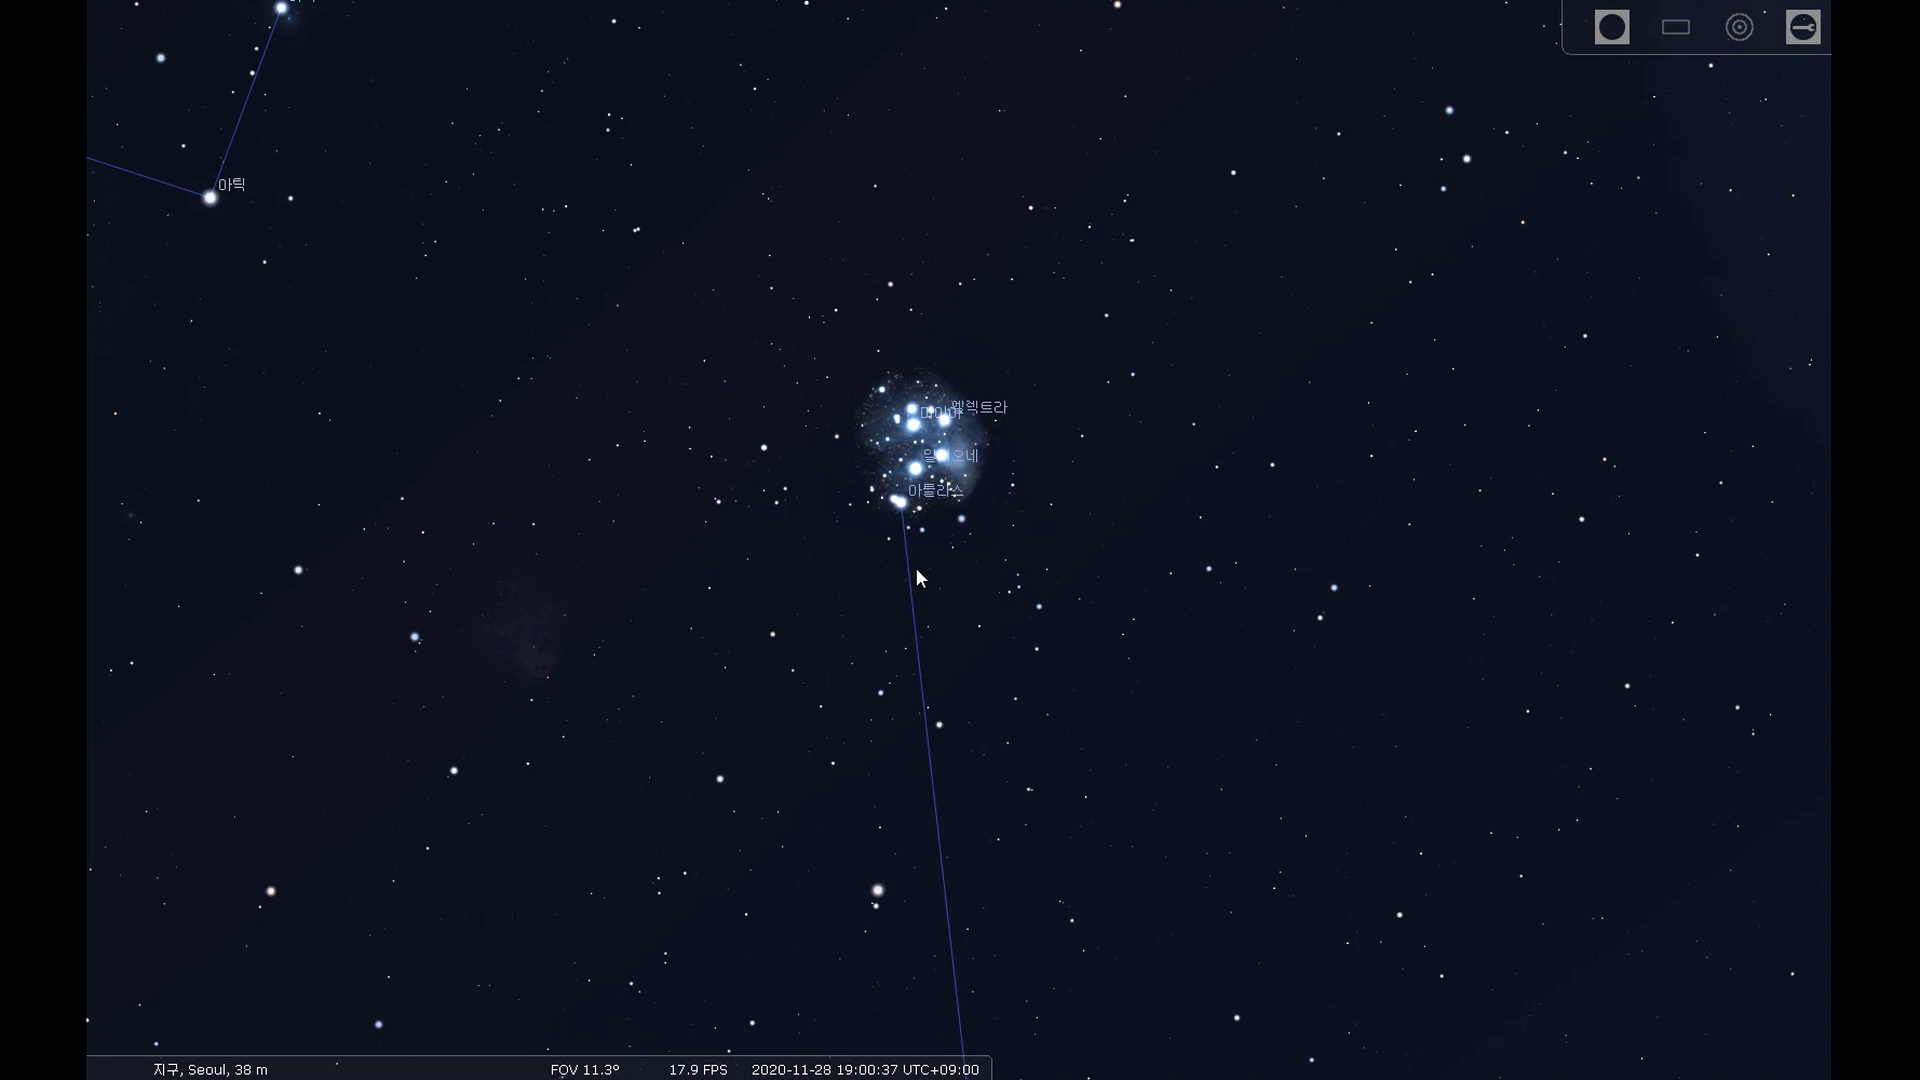 아틱
엘렉트라
아틀라스
지구, Seoul, 38 m
FOV 11.3º
17.9 FPS
2020-11-28 19:00:37 UTC+09:00